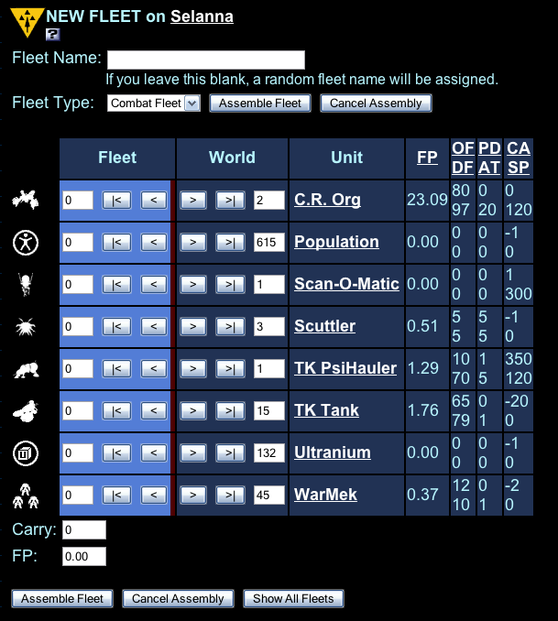 NEW FLEET on Selanna
?
Fleet Name:
If you leave this blank, a random fleet name will be assigned.
Fleet Type: Combat Fleet Assemble Fleet Cancel Assembly
Fleet World Unit FP OF DF PD AT CA SP
0 |< < > >| 2 C.R. Org 23.09 80 97 0 20 0 120
0 |< < > >| 615 Population 0.00 0 0 0 0 -1 0
0 |< < > >| 1 Scan-O-Matic 0.00 0 0 0 0 1 300
0 |< < > >| 3 Scuttler 0.51 5 5 5 5 -1 0
0 |< < > >| 1 TK PsiHauler 1.29 10 70 1 5 350 120
0 |< < > >| 15 TK Tank 1.76 65 79 0 1 -20 0
0 |< < > >| 132 Ultranium 0.00 0 0 0 0 -1 0
0 |< < > >| 45 WarMek 0.37 12 10 0 1 -2 0
Carry: 0
FP: 0.00
Assemble Fleet Cancel Assembly Show All Fleets